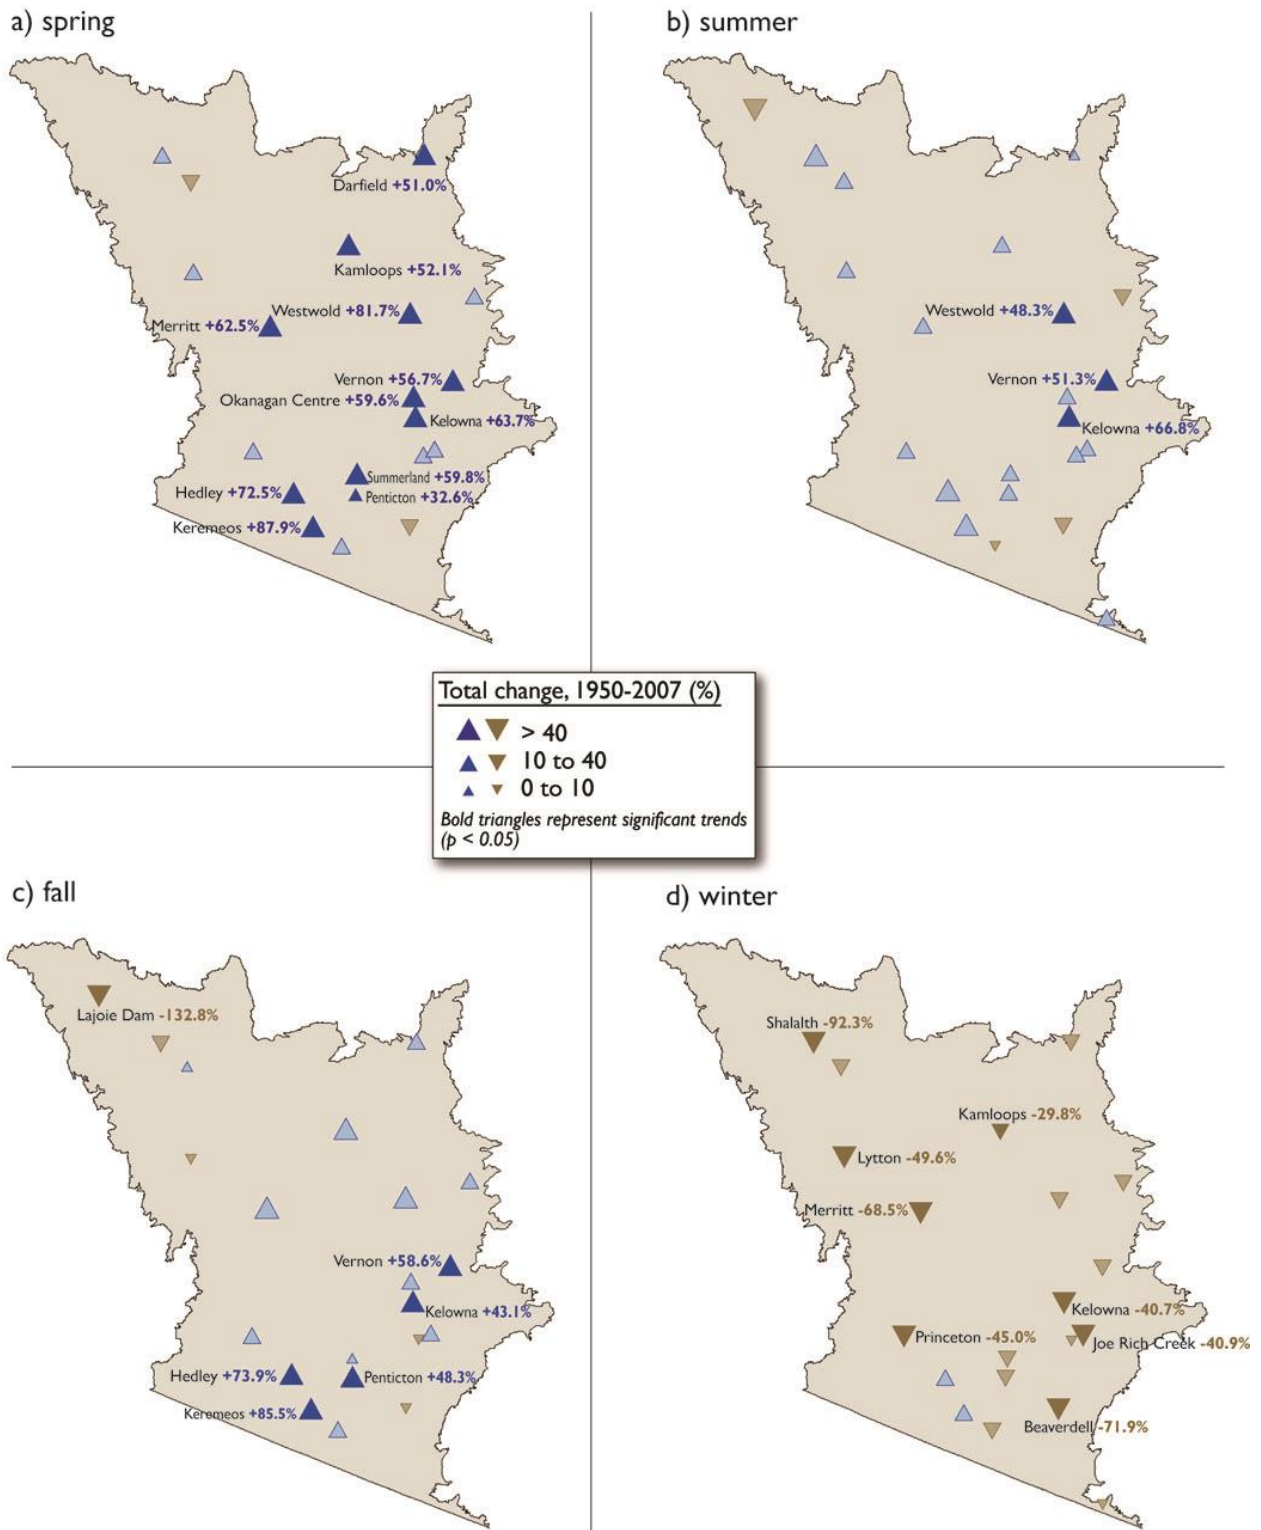 a) spring
Darfield +51.0%
Kamloops +52.1%
Westwold +81.7%
Merritt +62.5%
Vernon +56.7%
Okanagan Centre +59.6%
Kelowna +63.7%
Summerland +59.8%
Hedley +72.5%
Penticton +32.6%
Keremeos +87.9%
b) summer
Westwold +48.3%
Vernon +51.3%
Kelowna +66.8%
Total change, 1950-2007 (%)
> 40
10 to 40
0 to 10
Bold triangles represent significant trends
(p < 0.05)
c) fall
Lajoie Dam -132.8%
Vernon +58.6%
Kelowna +43.1%
Hedley +73.9%
Penticton +48.3%
Keremeos +85.5%
d) winter
Shalalth -92.3%
Kamloops -29.8%
Lytton -49.6%
Merritt -68.5%
Kelowna -40.7%
Princeton -45.0%
Joe Rich Creek -40.9%
Beaverdell -71.9%